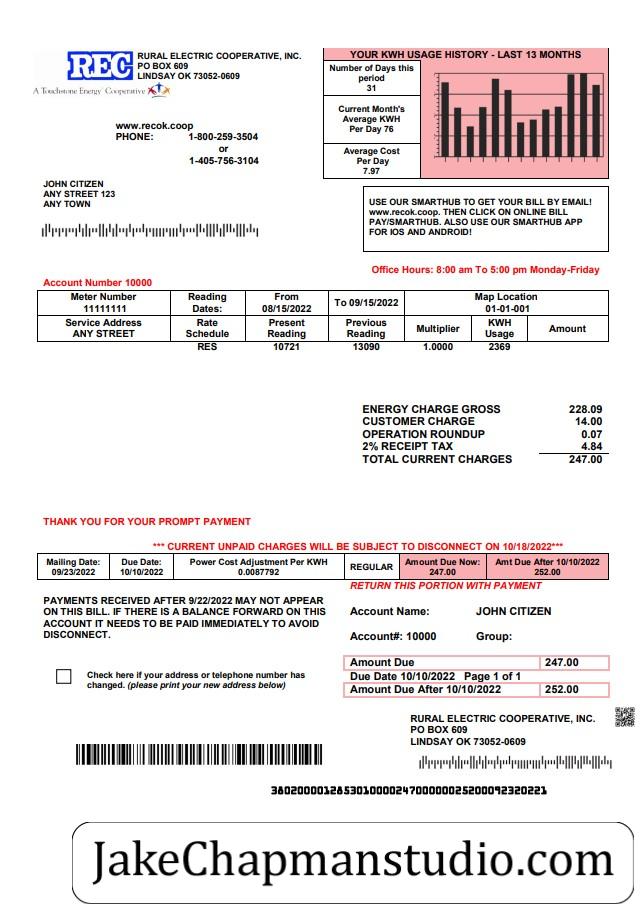 REC
RURAL ELECTRIC COOPERATIVE, INC.
PO BOX 609
LINDSAY OK 73052-0609
A Touchstone Energy® Cooperative
www.recok.coop
PHONE: 1-800-259-3504
or
1-405-756-3104
YOUR KWH USAGE HISTORY - LAST 13 MONTHS
Number of Days this
period
31
Current Month's
Average KWH
Per Day 76
Average Cost
Per Day
7.97
JOHN CITIZEN
ANY STREET 123
ANY TOWN
USE OUR SMARTHUB TO GET YOUR BILL BY EMAIL!
www.recok.coop. THEN CLICK ON ONLINE BILL
PAY/SMARTHUB. ALSO USE OUR SMARTHUB APP
FOR IOS AND ANDROID!
Office Hours: 8:00 am To 5:00 pm Monday-Friday
Account Number 10000
Meter Number Reading From To 09/15/2022 Map Location
11111111 Dates: 08/15/2022 01-01-001
Service Address Rate Present Previous Multiplier KWH Amount
ANY STREET Schedule Reading Reading Usage
RES 10721 13090 1.0000 2369
ENERGY CHARGE GROSS 228.09
CUSTOMER CHARGE 14.00
OPERATION ROUNDUP 0.07
2% RECEIPT TAX 4.84
TOTAL CURRENT CHARGES 247.00
THANK YOU FOR YOUR PROMPT PAYMENT
*** CURRENT UNPAID CHARGES WILL BE SUBJECT TO DISCONNECT ON 10/18/2022***
Mailing Date: Due Date: Power Cost Adjustment Per KWH REGULAR Amount Due Now: Amt Due After 10/10/2022
09/23/2022 10/10/2022 0.0087792 247.00 252.00
RETURN THIS PORTION WITH PAYMENT
PAYMENTS RECEIVED AFTER 9/22/2022 MAY NOT APPEAR
ON THIS BILL. IF THERE IS A BALANCE FORWARD ON THIS
ACCOUNT IT NEEDS TO BE PAID IMMEDIATELY TO AVOID
DISCONNECT.
Account Name: JOHN CITIZEN
Account#: 10000 Group:
Amount Due 247.00
Due Date 10/10/2022 Page 1 of 1
Amount Due After 10/10/2022 252.00
Check here if your address or telephone number has
changed. (please print your new address below)
RURAL ELECTRIC COOPERATIVE, INC.
PO BOX 609
LINDSAY OK 73052-0609
380200001285301000024700000025200092320221
JakeChapmanstudio.com